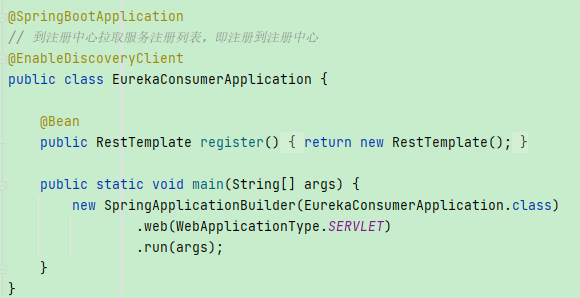 @SpringBootApplication
// 到注册中心拉取服务注册列表，即注册到注册中心
@EnableDiscoveryClient
public class EurekaConsumerApplication {
@Bean
public RestTemplate register() { return new RestTemplate(); }
public static void main(String[] args) {
new SpringApplicationBuilder(EurekaConsumerApplication.class)
.web(WebApplicationType.SERVLET)
.run(args);
}
}